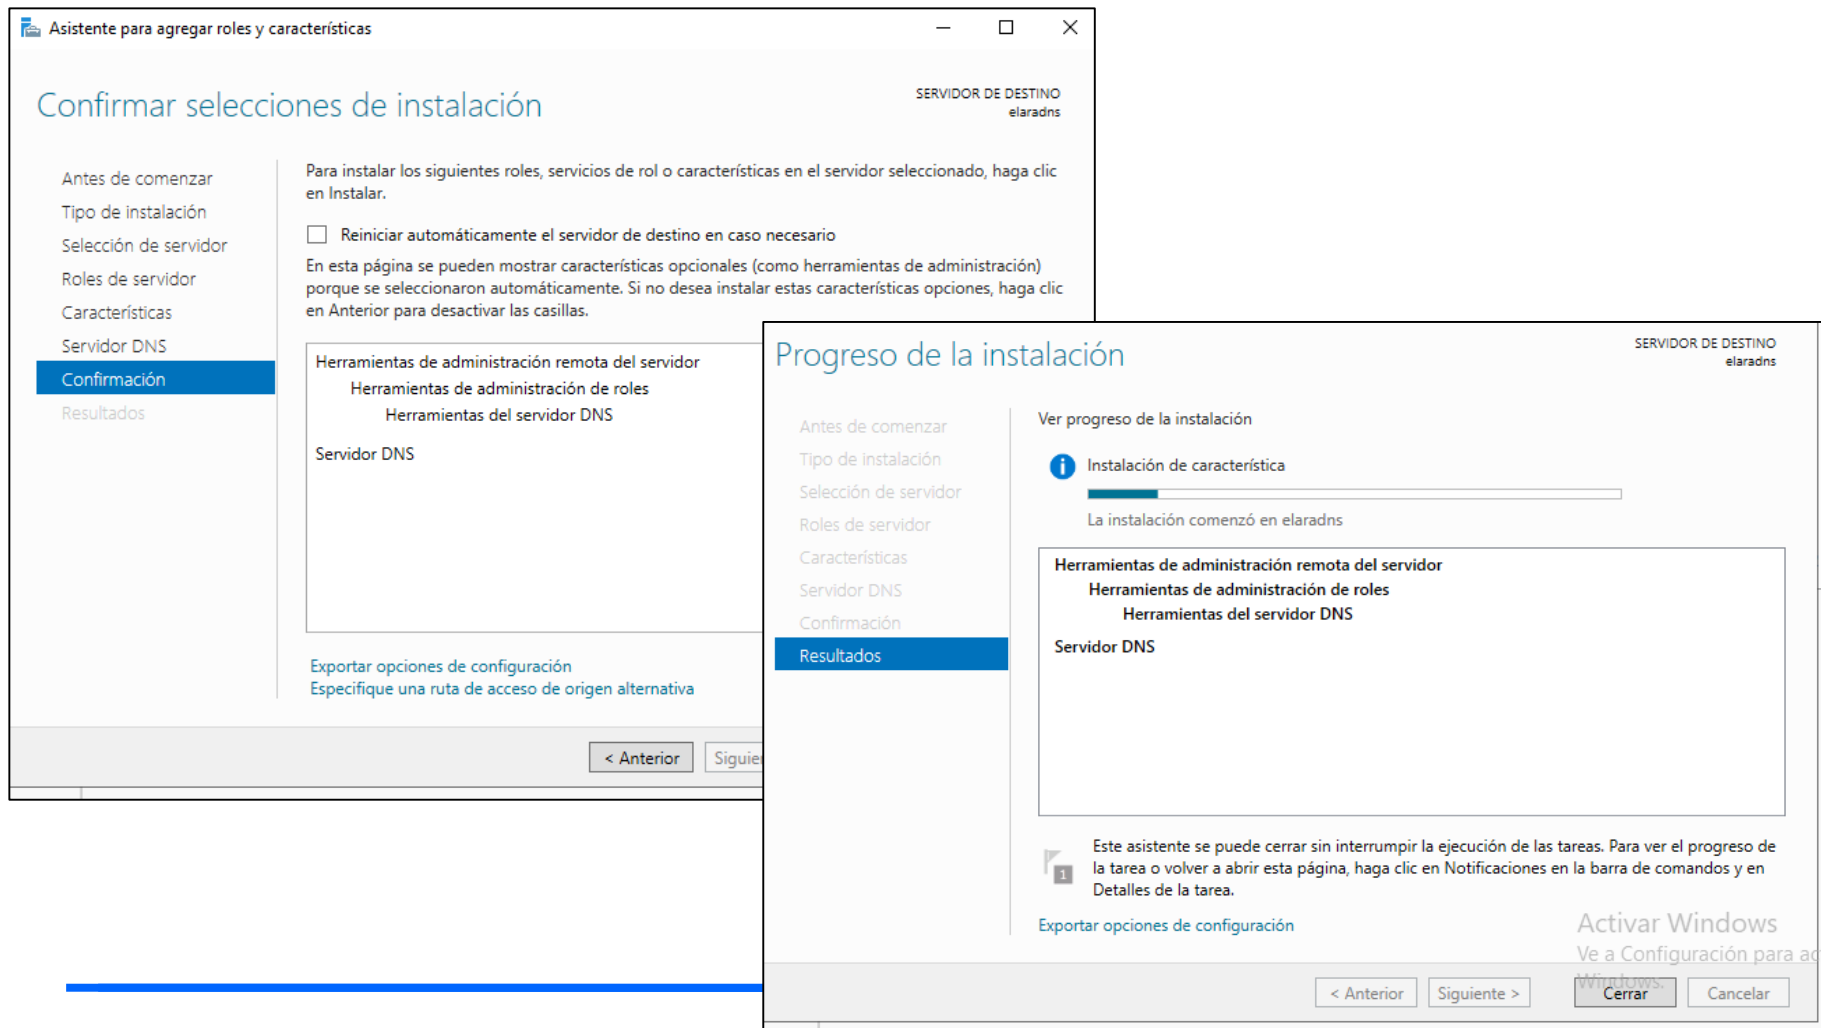 Asistente para agregar roles y características
Confirmar selecciones de instalación
SERVIDOR DE DESTINO
elaradns
Antes de comenzar
Tipo de instalación
Selección de servidor
Roles de servidor
Características
Servidor DNS
Confirmación
Resultados
Para instalar los siguientes roles, servicios de rol o características en el servidor seleccionado, haga clic
en Instalar.
Reiniciar automáticamente el servidor de destino en caso necesario
En esta página se pueden mostrar características opcionales (como herramientas de administración)
porque se seleccionaron automáticamente. Si no desea instalar estas características opciones, haga clic
en Anterior para desactivar las casillas.
Herramientas de administración remota del servidor
Herramientas de administración de roles
Herramientas del servidor DNS
Servidor DNS
Exportar opciones de configuración
Especifique una ruta de acceso de origen alternativa
< Anterior
Progreso de la instalación
SERVIDOR DE DESTINO
elaradns
Antes de comenzar
Tipo de instalación
Selección de servidor
Roles de servidor
Características
Servidor DNS
Confirmación
Resultados
Ver progreso de la instalación
Instalación de característica
La instalación comenzó en elaradns
Herramientas de administración remota del servidor
Herramientas de administración de roles
Herramientas del servidor DNS
Servidor DNS
1
Este asistente se puede cerrar sin interrumpir la ejecución de las tareas. Para ver el progreso de
la tarea o volver a abrir esta página, haga clic en Notificaciones en la barra de comandos y en
Detalles de la tarea.
Exportar opciones de configuración
Activar Windows
Ve a Configuración para
Windows.
< Anterior
Siguiente >
Cerrar
Cancelar